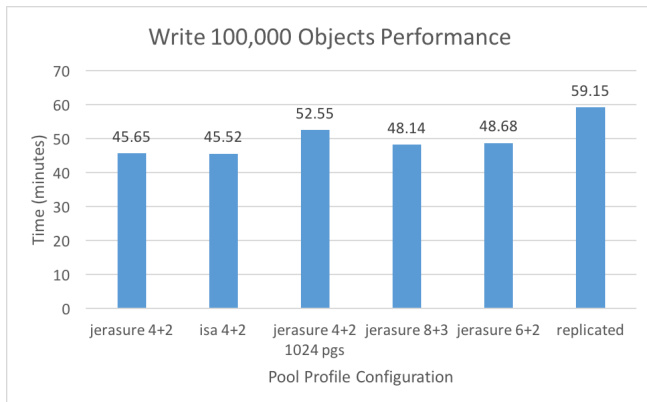 Write 100,000 Objects Performance
Time (minutes)
70
60
50
40
30
20
10
0
45.65
45.52
52.55
48.14
48.68
59.15
jerasure 4+2
isa 4+2
jerasure 4+2
1024 pgs
jerasure 8+3
jerasure 6+2
replicated
Pool Profile Configuration